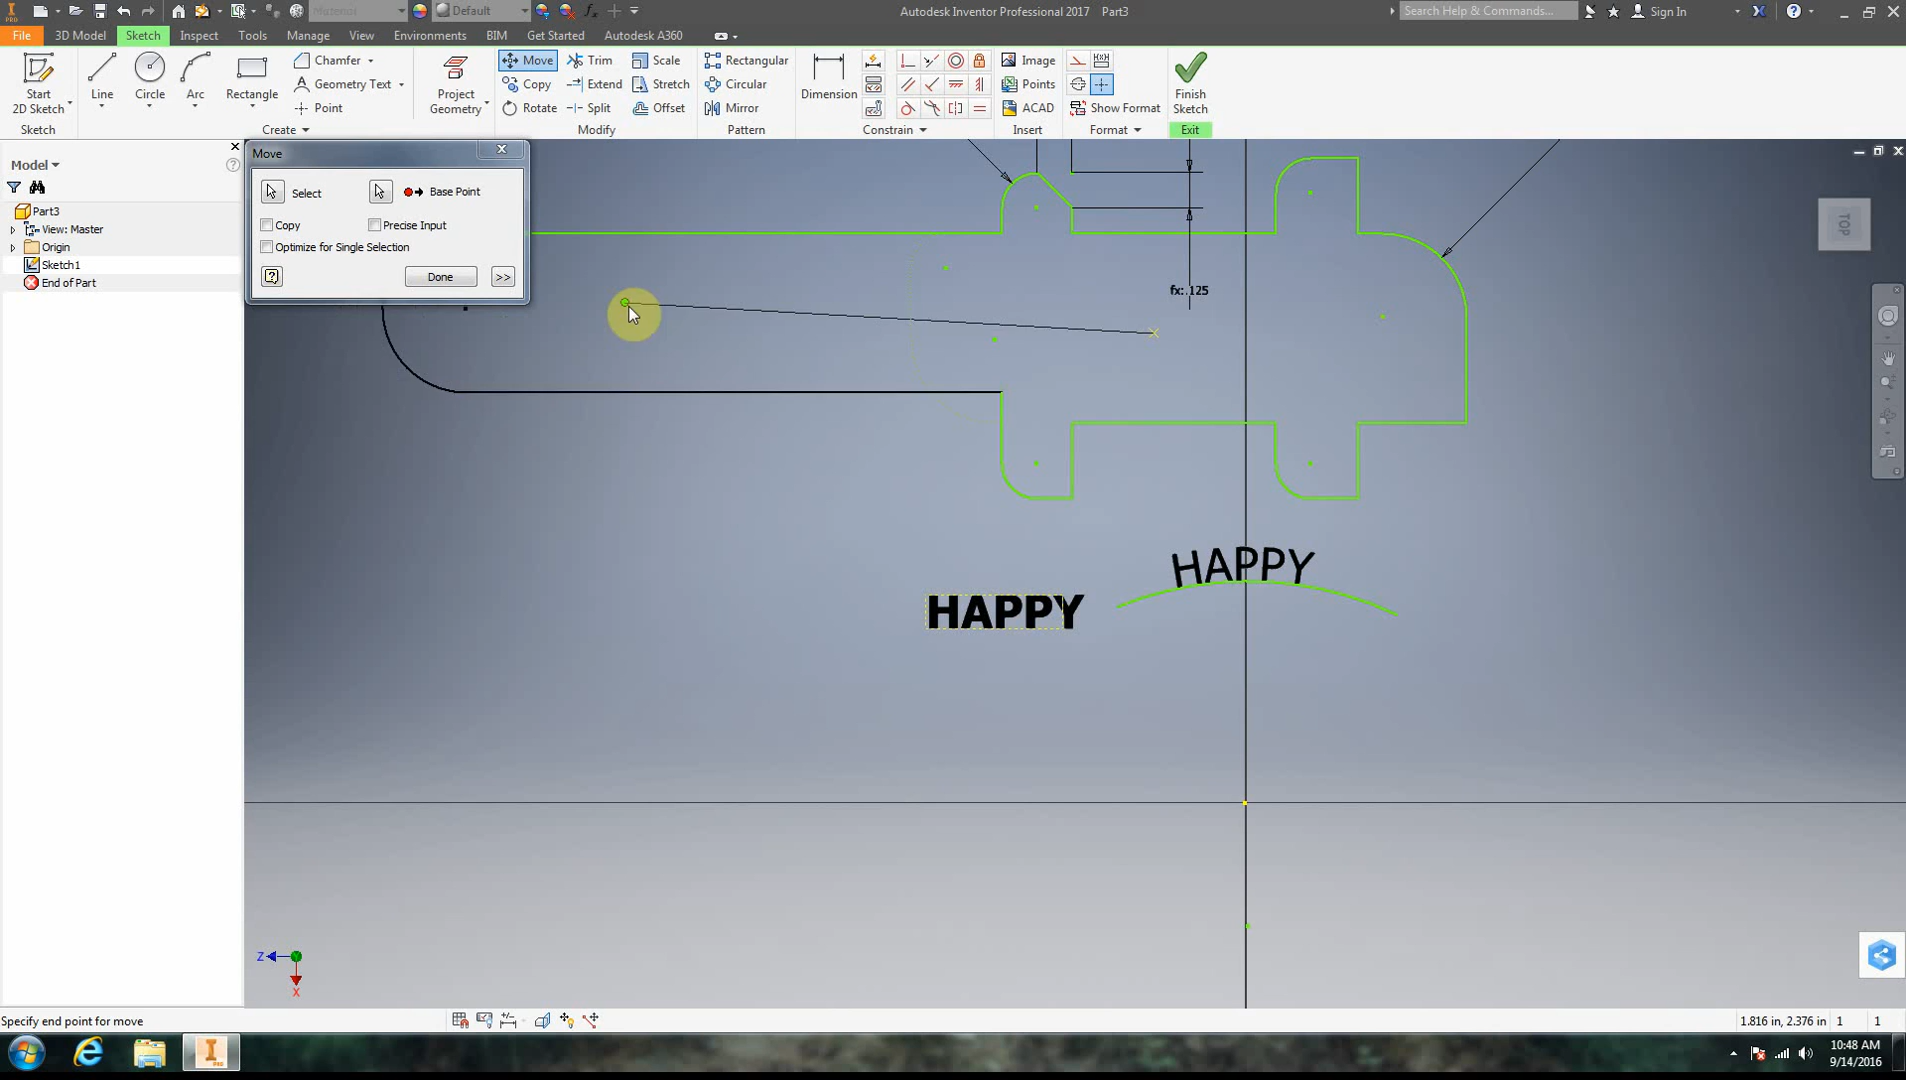 Material
Default
fx
Autodesk Inventor Professional 2017 Part3
Search Help & Commands...
Sign In
PRO
File 3D Model Sketch Inspect Tools Manage View Environments BIM Get Started Autodesk A360
Start 2D Sketch
Line
Circle
Arc
Rectangle
Chamfer
Geometry Text
Point
Project Geometry
Move
Copy
Rotate
Trim
Extend
Split
Scale
Stretch
Offset
Rectangular
Circular
Mirror
Dimension
Image
Points
ACAD
Show Format
Finish Sketch
Sketch Create Modify Pattern Constrain Insert Format Exit
Model
Part3
View: Master
Origin
Sketch1
End of Part
Move
Select
Base Point
Copy
Precise Input
Optimize for Single Selection
Done
>>
fx:.125
TOP
HAPPY
HAPPY
Z
X
Specify end point for move
1.816 in, 2.376 in 1 1
10:48 AM
9/14/2016